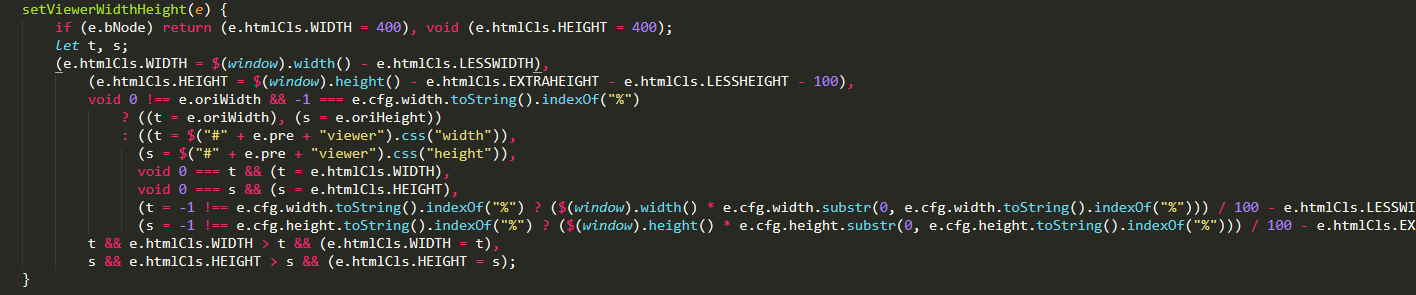 setViewerWidthHeight(e) {
if (e.bNode) return (e.htmlCls.WIDTH = 400), void (e.htmlCls.HEIGHT = 400);
let t, s;
(e.htmlCls.WIDTH = $(window).width() - e.htmlCls.LESSWIDTH),
(e.htmlCls.HEIGHT = $(window).height() - e.htmlCls.EXTRAHEIGHT - e.htmlCls.LESSHEIGHT - 100),
void 0 !== e.oriWidth && -1 === e.cfg.width.toString().indexOf("%")
? ((t = e.oriWidth), (s = e.oriHeight))
: ((t = $("#" + e.pre + "viewer").css("width")),
(s = $("#" + e.pre + "viewer").css("height")),
void 0 === t && (t = e.htmlCls.WIDTH),
void 0 === s && (s = e.htmlCls.HEIGHT),
(t = -1 !== e.cfg.width.toString().indexOf("%") ? ($(window).width() * e.cfg.width.substr(0, e.cfg.width.toString().indexOf("%"))) / 100 - e.htmlCls.LESSWI
(s = -1 !== e.cfg.height.toString().indexOf("%") ? ($(window).height() * e.cfg.height.substr(0, e.cfg.height.toString().indexOf("%"))) / 100 - e.htmlCls.EX
t && e.htmlCls.WIDTH > t && (e.htmlCls.WIDTH = t),
s && e.htmlCls.HEIGHT > s && (e.htmlCls.HEIGHT = s);
}